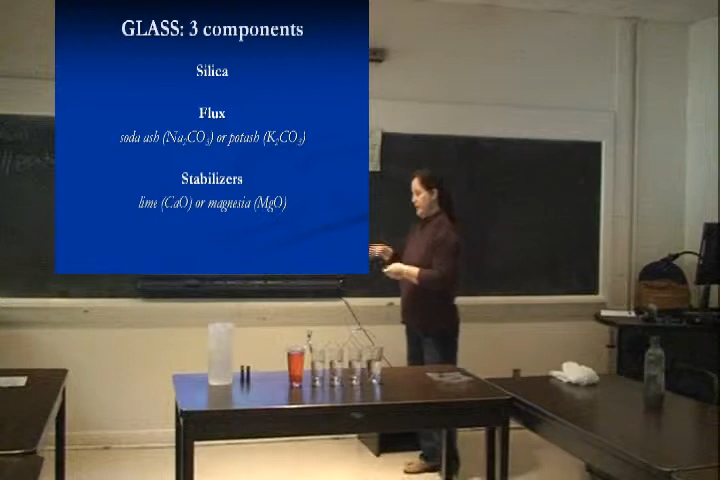 GLASS: 3 components
Silica
Flux
soda ash (Na₂CO₃) or potash (K₂CO₃)
Stabilizers
lime (CaO) or magnesia (MgO)